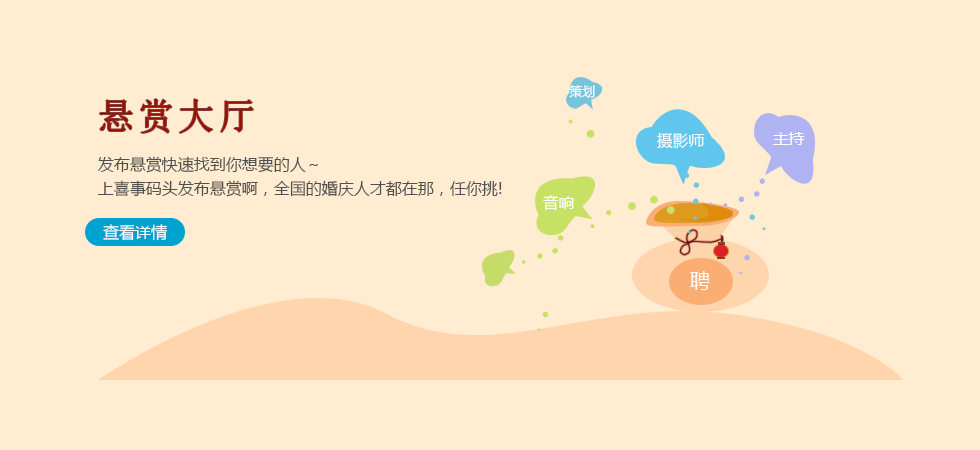 悬赏大厅
发布悬赏快速找到你想要的人～
上喜事码头发布悬赏啊，全国的婚庆人才都在那，任你挑!
查看详情
策划
摄影师
主持
音响
聘